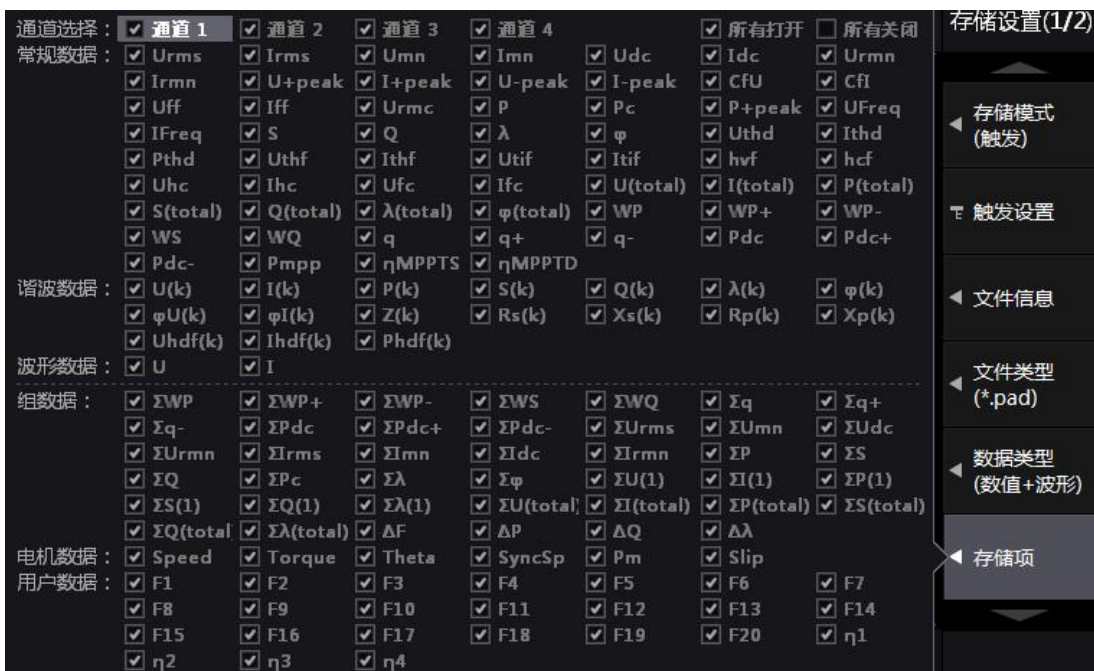 通道选择： 通道 1 通道 2 通道 3 通道 4 所有打开 所有关闭
常规数据： Urms Irms Umn Imn Udc Idc Urmn
Irmn U+peak I+peak U-peak I-peak CfU CfI
Uff Iff Urmc P Pc P+peak UFreq
IFreq S Q λ φ Uthd Ithd
Pthd Uthf Ithf Utif Itif hvf hcf
Uhc Ihc Ufc Ifc U(total) I(total) P(total)
S(total) Q(total) λ(total) φ(total) WP WP+ WP-
WS WQ q q+ q- Pdc Pdc+
Pdc- Pmpp ηMPPTS ηMPPTD
谐波数据： U(k) I(k) P(k) S(k) Q(k) λ(k) φ(k)
φU(k) φI(k) Z(k) Rs(k) Xs(k) Rp(k) Xp(k)
Uhdf(k) Ihdf(k) Phdf(k)
波形数据： U I
组数据： ΣWP ΣWP+ ΣWP- ΣWS ΣWQ Σq Σq+
Σq- ΣPdc ΣPdc+ ΣPdc- ΣUrms ΣUmn ΣUdc
ΣUrmn ΣIrms ΣImn ΣIdc ΣIrmn ΣP ΣS
ΣQ ΣPc Σλ Σφ ΣU(1) ΣI(1) ΣP(1)
ΣS(1) ΣQ(1) Σλ(1) ΣU(total) ΣI(total) ΣP(total) ΣS(total)
ΣQ(total Σλ(total) ΔF ΔP ΔQ Δλ
电机数据： Speed Torque Theta SyncSp Pm Slip
用户数据： F1 F2 F3 F4 F5 F6 F7
F8 F9 F10 F11 F12 F13 F14
F15 F16 F17 F18 F19 F20 η1
η2 η3 η4
存储设置(1/2)
存储模式
(触发)
触发设置
文件信息
文件类型
(*.pad)
数据类型
(数值+波形)
存储项